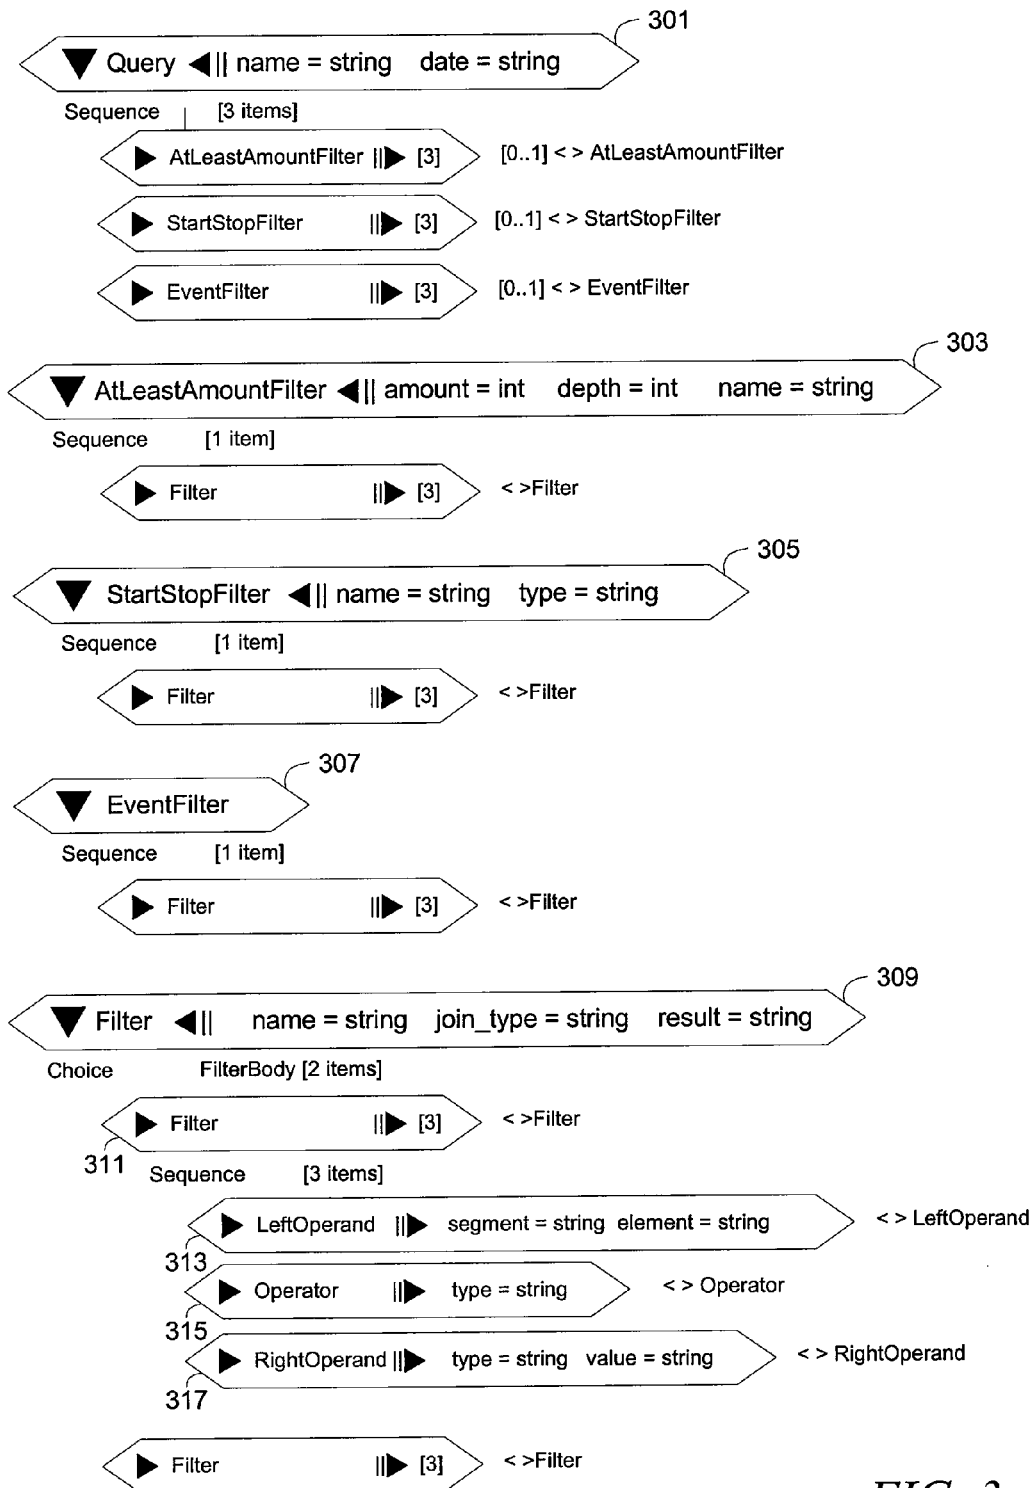 301
Query || name = string date = string
Sequence [3 items]
AtLeastAmountFilter || [3] [0..1] < > AtLeastAmountFilter
StartStopFilter || [3] [0..1] < > StartStopFilter
EventFilter || [3] [0..1] < > EventFilter
303
AtLeastAmountFilter || amount = int depth = int name = string
Sequence [1 item]
Filter || [3] < >Filter
305
StartStopFilter || name = string type = string
Sequence [1 item]
Filter || [3] < >Filter
307
EventFilter
Sequence [1 item]
Filter || [3] < >Filter
309
Filter || name = string join_type = string result = string
Choice FilterBody [2 items]
Filter || [3] < >Filter
311
Sequence [3 items]
LeftOperand || segment = string element = string < > LeftOperand
313
Operator || type = string < > Operator
315
RightOperand || type = string value = string < > RightOperand
317
Filter || [3] < >Filter